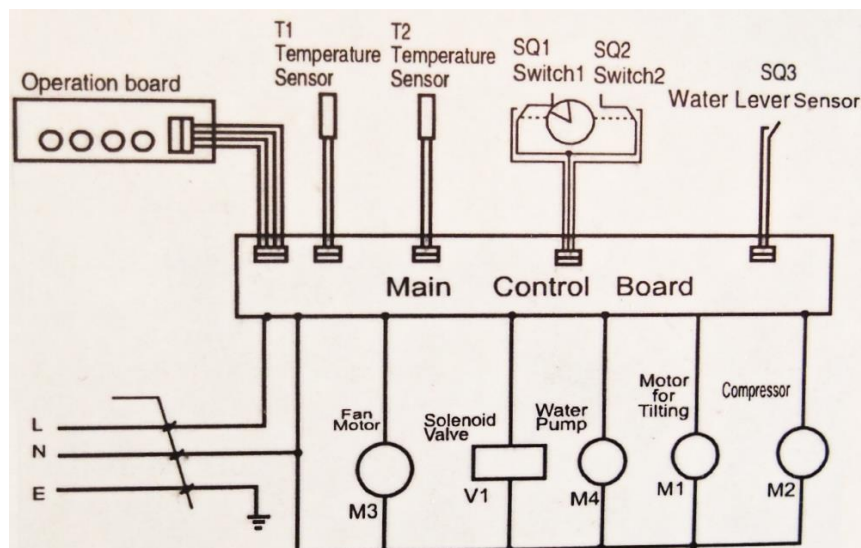 T1
Temperature
Sensor
T2
Temperature
Sensor
SQ1
Switch1
SQ2
Switch2
SQ3
Water Lever Sensor
Operation board
Main Control Board
L
N
E
Fan
Motor
M3
Solenoid
Valve
V1
Water
Pump
M4
Motor
for
Tilting
M1
Compressor
M2